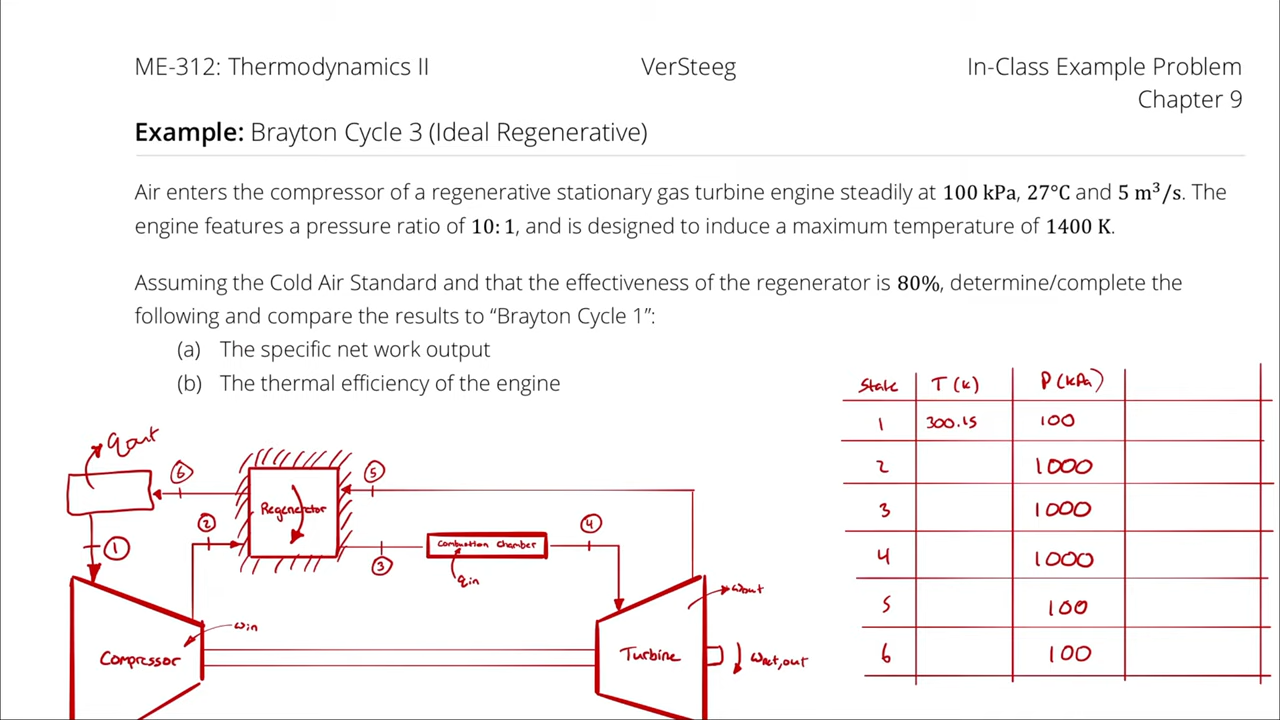 ME-312: Thermodynamics II VerSteeg In-Class Example Problem
Chapter 9
Example: Brayton Cycle 3 (Ideal Regenerative)
Air enters the compressor of a regenerative stationary gas turbine engine steadily at 100 kPa, 27°C and 5 m³/s. The
engine features a pressure ratio of 10:1, and is designed to induce a maximum temperature of 1400 K.
Assuming the Cold Air Standard and that the effectiveness of the regenerator is 80%, determine/complete the
following and compare the results to “Brayton Cycle 1”:
(a) The specific net work output
(b) The thermal efficiency of the engine
State T (K) P (kPa)
1 300.15 100
2 1000
3 1000
4 1000
5 100
6 100
qout
6
5
Regenerator
2
4
1
Combustion Chamber
3
qin
win
wout
Compressor
Turbine
wnet,out